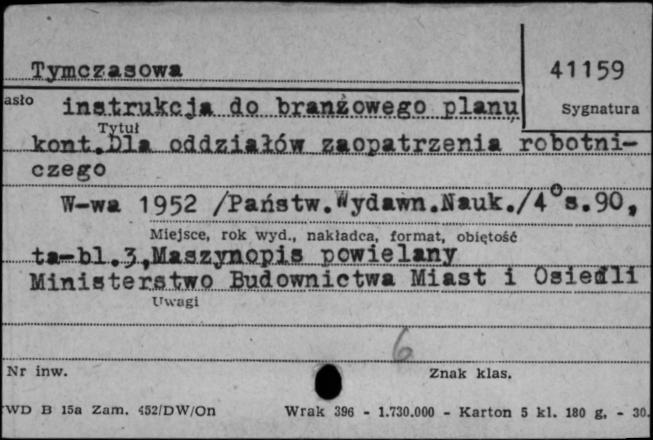 Tymczasowa
41159
asło instrukcja do branżowego planu
Sygnatura
Tytuł
kont.Dla oddziałów zaopatrzenia robotni-
czego
W-wa 1952 /Państw.Wydawn.Nauk./4°s.90,
Miejsce, rok wyd., nakładca, format, obiętość
ta-bl.3,Maszynopis powielany
Ministerstwo Budownictwa Miast i Osiedli
Uwagi
6
Nr inw.
Znak klas.
WD B 15a Zam. 452/DW/On Wrak 396 - 1.730.000 - Karton 5 kl. 180 g. - 30.